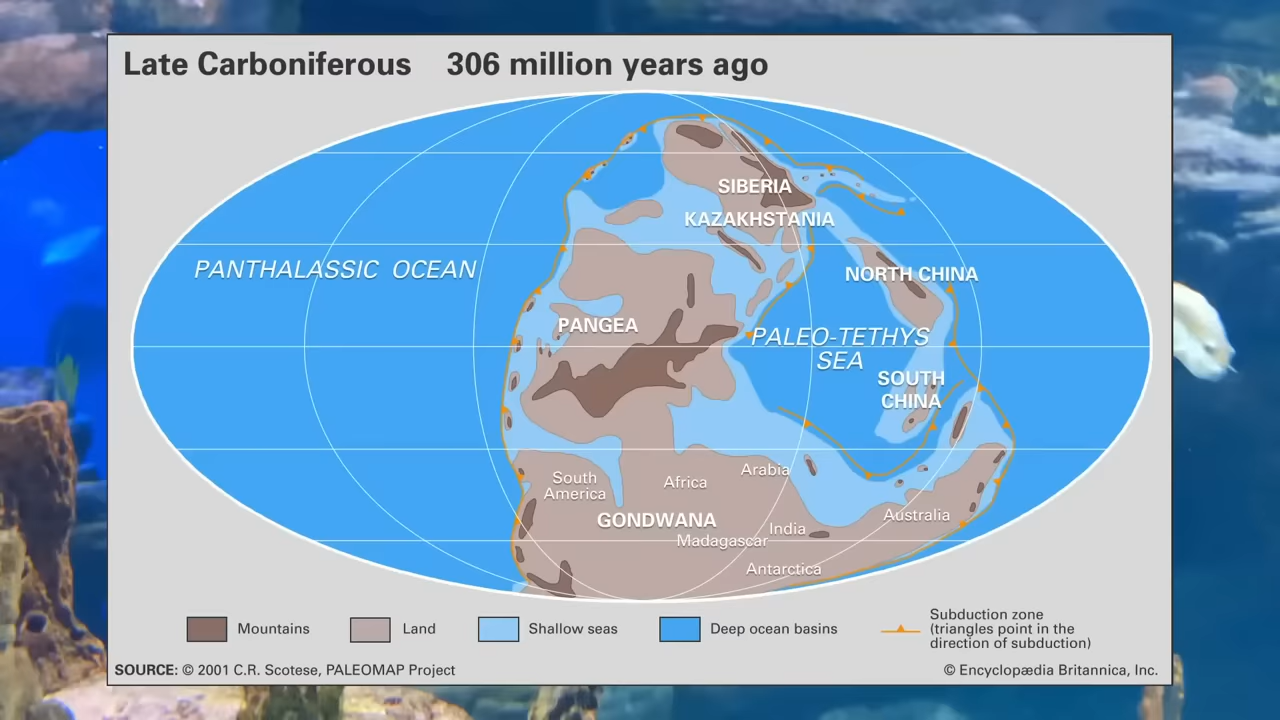 Late Carboniferous 306 million years ago
SIBERIA
KAZAKHSTANIA
PANTHALASSIC OCEAN
NORTH CHINA
PANGEA
PALEO-TETHYS
SEA
SOUTH
CHINA
South
America
Africa
Arabia
GONDWANA
India
Australia
Madagascar
Antarctica
Mountains
Land
Shallow seas
Deep ocean basins
Subduction zone
(triangles point in the
direction of subduction)
SOURCE: © 2001 C.R. Scotese, PALEOMAP Project
© Encyclopædia Britannica, Inc.